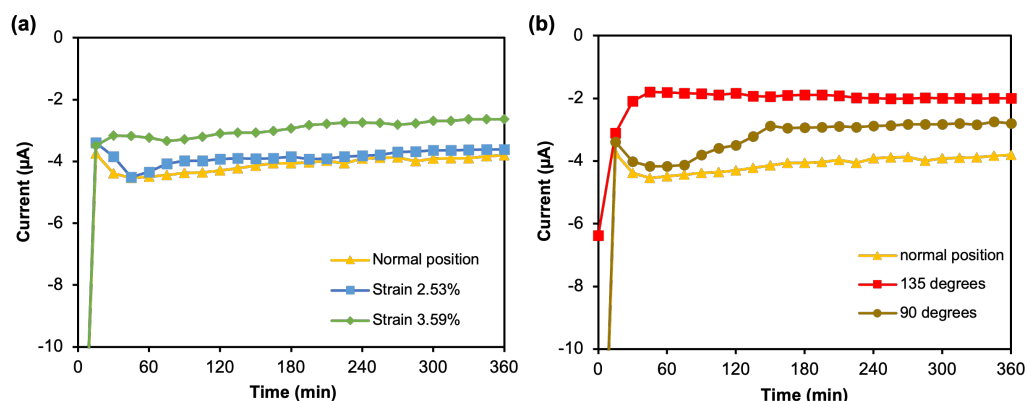 (a)
0
-2
-4
-6
-8
-10
Current (µA)
0 60 120 180 240 300 360
Time (min)
Normal position
Strain 2.53%
Strain 3.59%
(b)
0
-2
-4
-6
-8
-10
Current (µA)
0 60 120 180 240 300 360
Time (min)
normal position
135 degrees
90 degrees